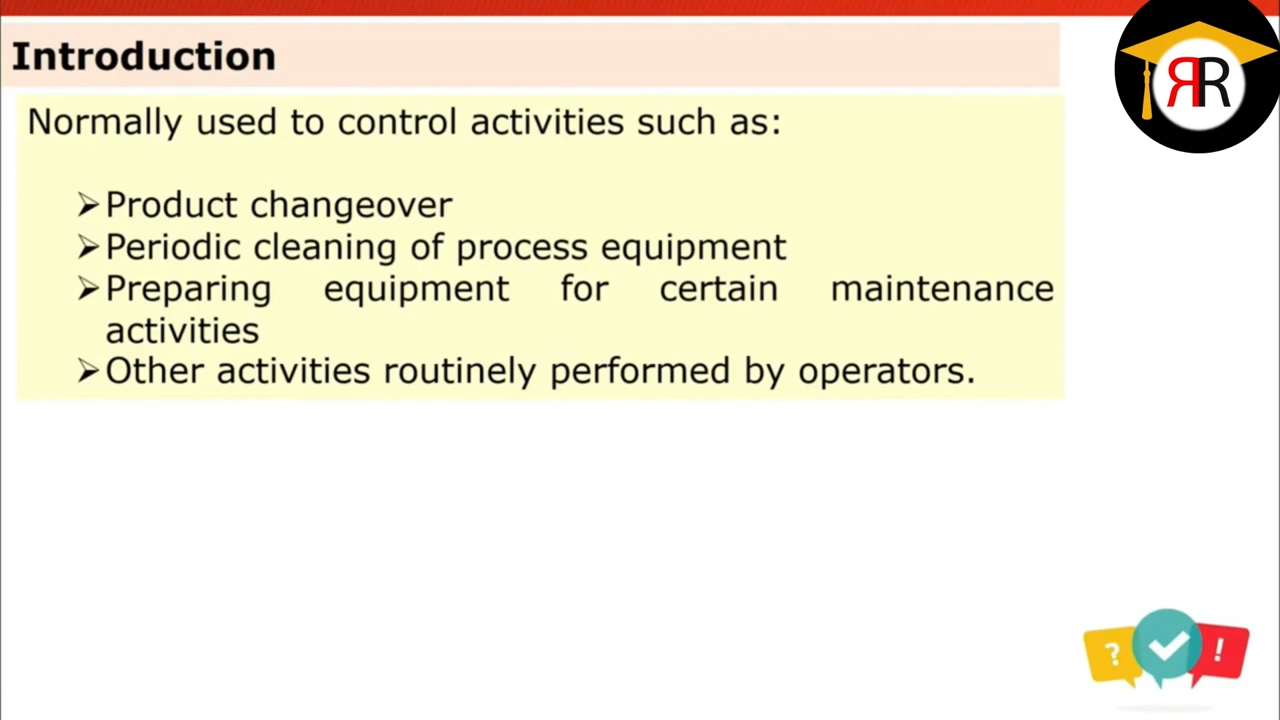 Introduction
ЯR
Normally used to control activities such as:
➢Product changeover
➢Periodic cleaning of process equipment
➢Preparing equipment for certain maintenance
activities
➢Other activities routinely performed by operators.
? !